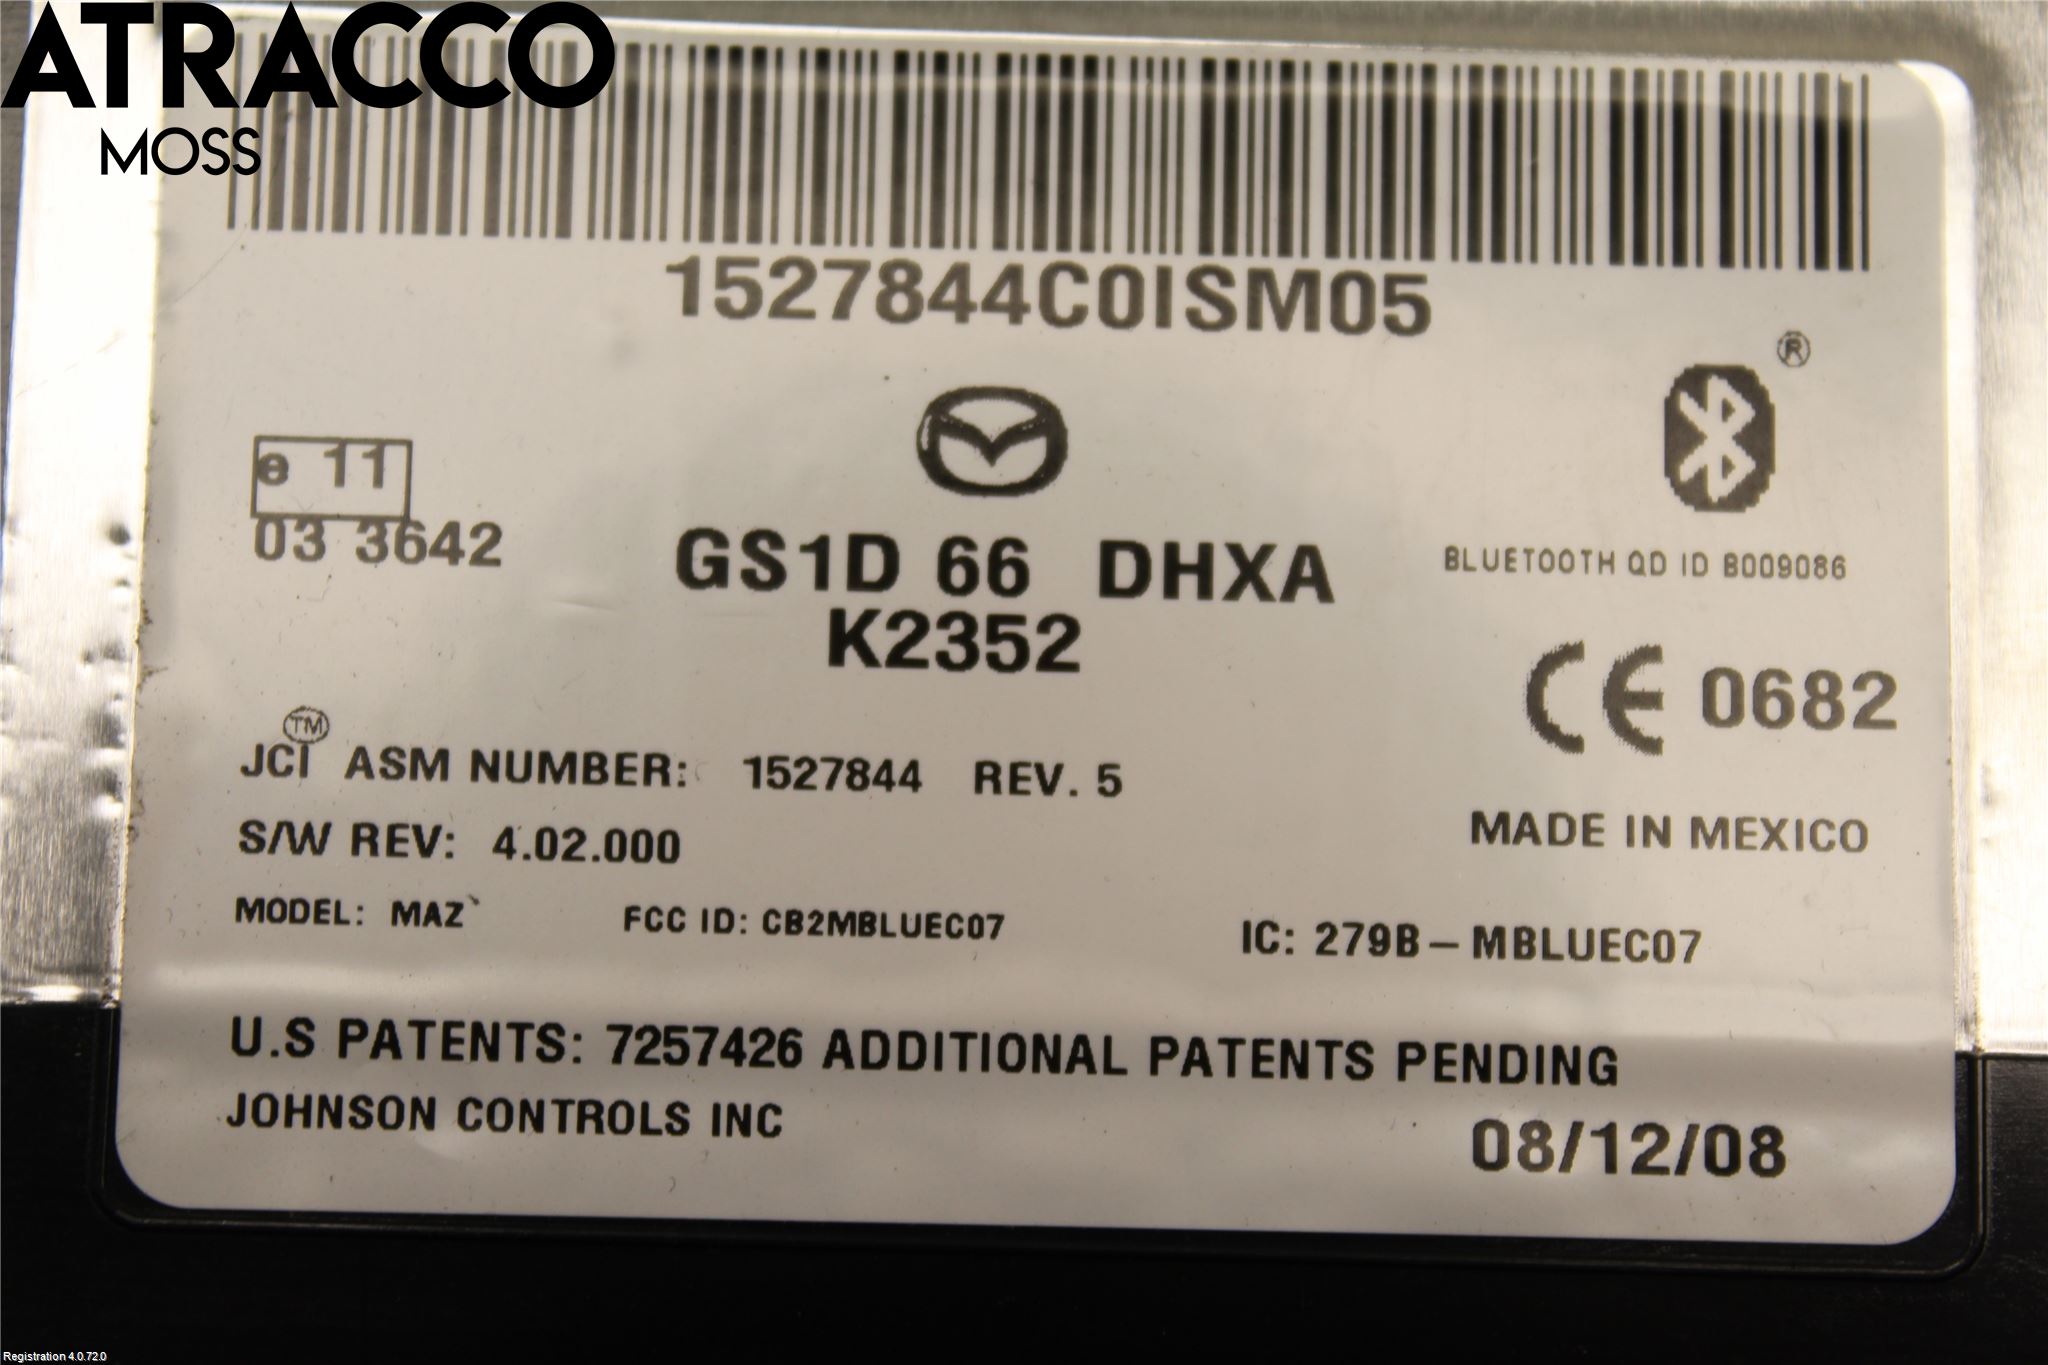 ATRACCO
MOSS
1527844C0ISM05
®
e 11
03 3642
GS1D 66 DHXA
K2352
BLUETOOTH QD ID B009086
CE 0682
TM
JCI ASM NUMBER: 1527844 REV. 5
S/W REV: 4.02.000
MADE IN MEXICO
MODEL: MAZ FCC ID: CB2MBLUEC07 IC: 279B-MBLUEC07
U.S PATENTS: 7257426 ADDITIONAL PATENTS PENDING
JOHNSON CONTROLS INC
08/12/08
Registration 4.0.72.0